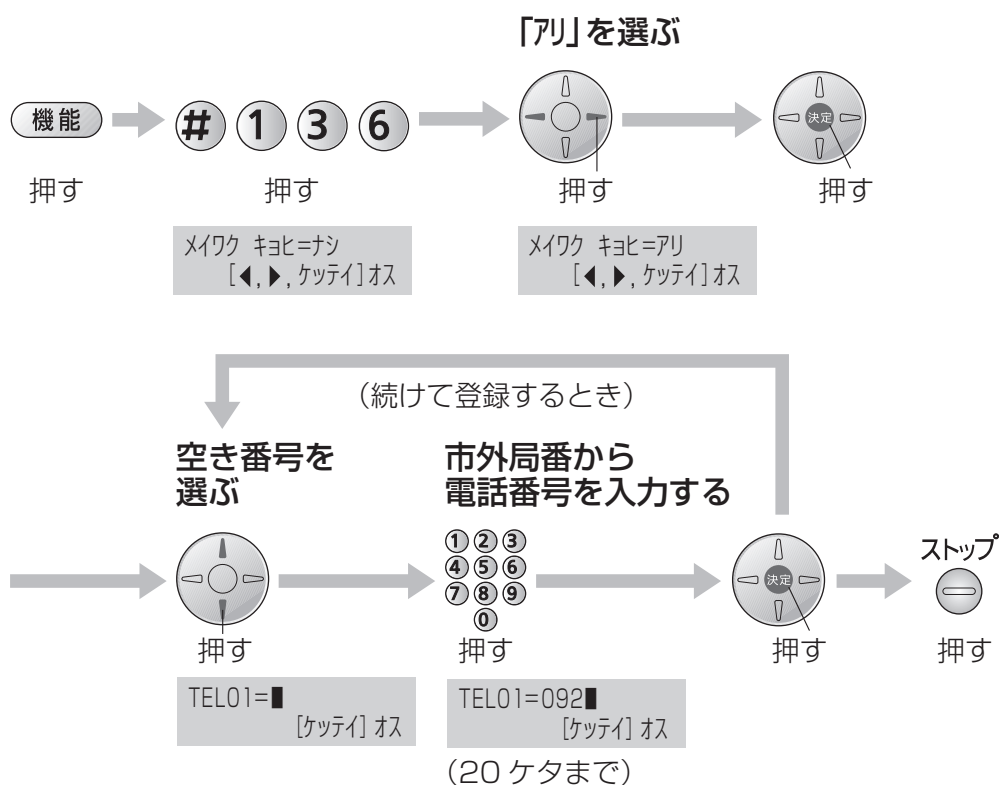 「アリ」を選ぶ
機能
# 1 3 6
決定
押す
押す
押す
押す
メイワク キョヒ=ナシ
[◀,▶,ケッテイ]オス
メイワク キョヒ=アリ
[◀,▶,ケッテイ]オス
(続けて登録するとき)
空き番号を
選ぶ
市外局番から
電話番号を入力する
1 2 3
4 5 6
7 8 9
0
決定
ストップ
押す
押す
押す
押す
TEL01=■
[ケッテイ] オス
TEL01=092■
[ケッテイ] オス
(20 ケタまで)